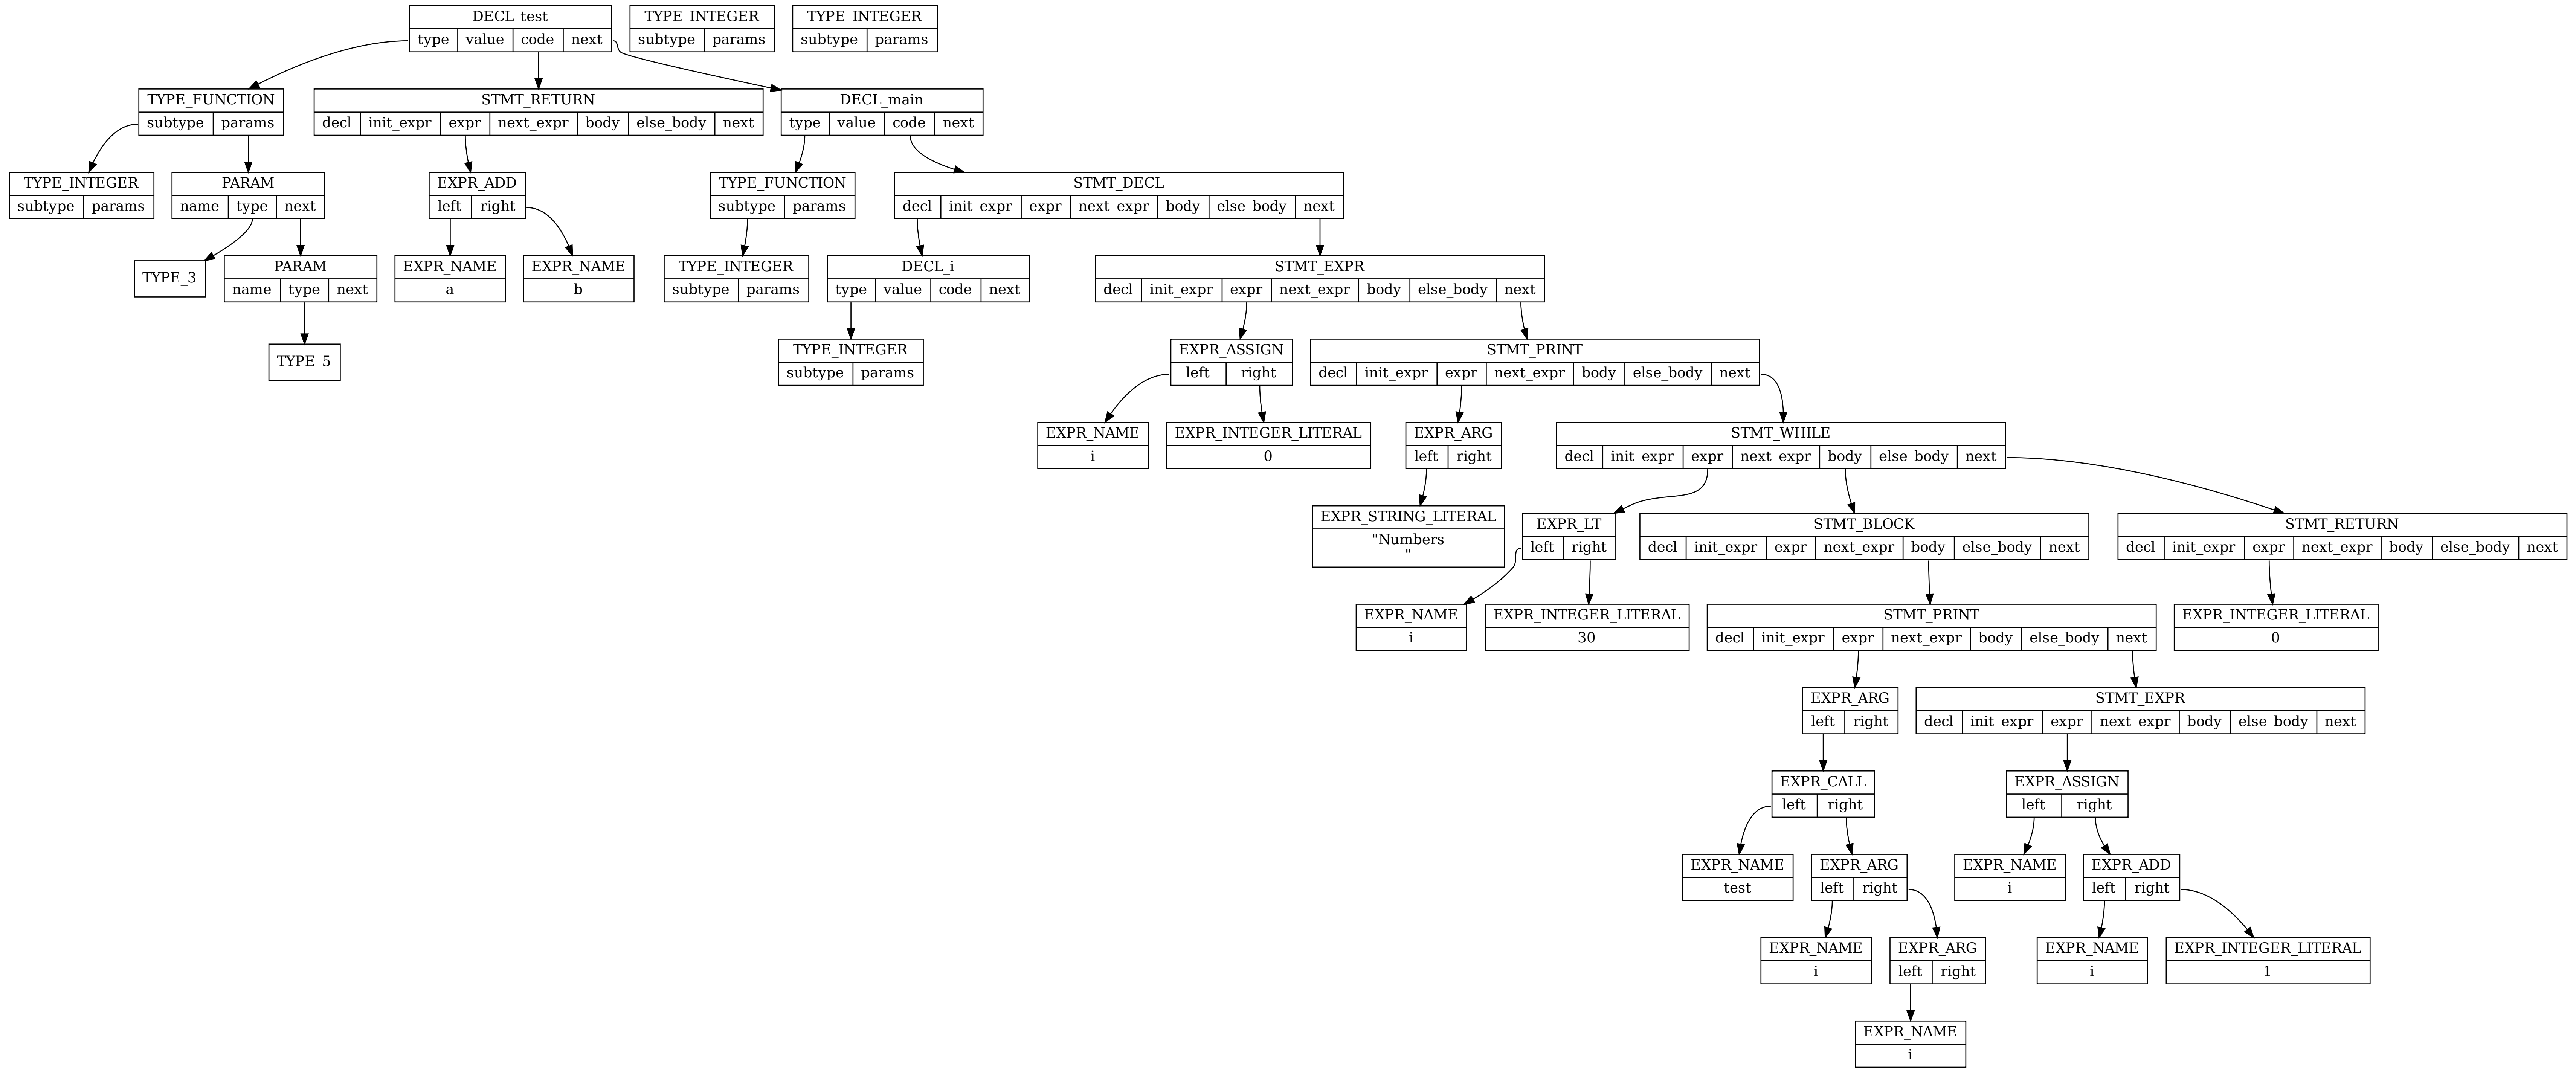 DECL_test
type value code next
TYPE_INTEGER
subtype params
TYPE_INTEGER
subtype params
TYPE_FUNCTION
subtype params
STMT_RETURN
decl init_expr expr next_expr body else_body next
DECL_main
type value code next
TYPE_INTEGER
subtype params
PARAM
name type next
EXPR_ADD
left right
TYPE_FUNCTION
subtype params
STMT_DECL
decl init_expr expr next_expr body else_body next
TYPE_3
PARAM
name type next
EXPR_NAME
a
EXPR_NAME
b
TYPE_INTEGER
subtype params
DECL_i
type value code next
STMT_EXPR
decl init_expr expr next_expr body else_body next
TYPE_5
TYPE_INTEGER
subtype params
EXPR_ASSIGN
left right
STMT_PRINT
decl init_expr expr next_expr body else_body next
EXPR_NAME
i
EXPR_INTEGER_LITERAL
0
EXPR_ARG
left right
STMT_WHILE
decl init_expr expr next_expr body else_body next
EXPR_STRING_LITERAL
"Numbers
"
EXPR_LT
left right
STMT_BLOCK
decl init_expr expr next_expr body else_body next
STMT_RETURN
decl init_expr expr next_expr body else_body next
EXPR_NAME
i
EXPR_INTEGER_LITERAL
30
STMT_PRINT
decl init_expr expr next_expr body else_body next
EXPR_INTEGER_LITERAL
0
EXPR_ARG
left right
STMT_EXPR
decl init_expr expr next_expr body else_body next
EXPR_CALL
left right
EXPR_ASSIGN
left right
EXPR_NAME
test
EXPR_ARG
left right
EXPR_NAME
i
EXPR_ADD
left right
EXPR_NAME
i
EXPR_ARG
left right
EXPR_NAME
i
EXPR_INTEGER_LITERAL
1
EXPR_NAME
i